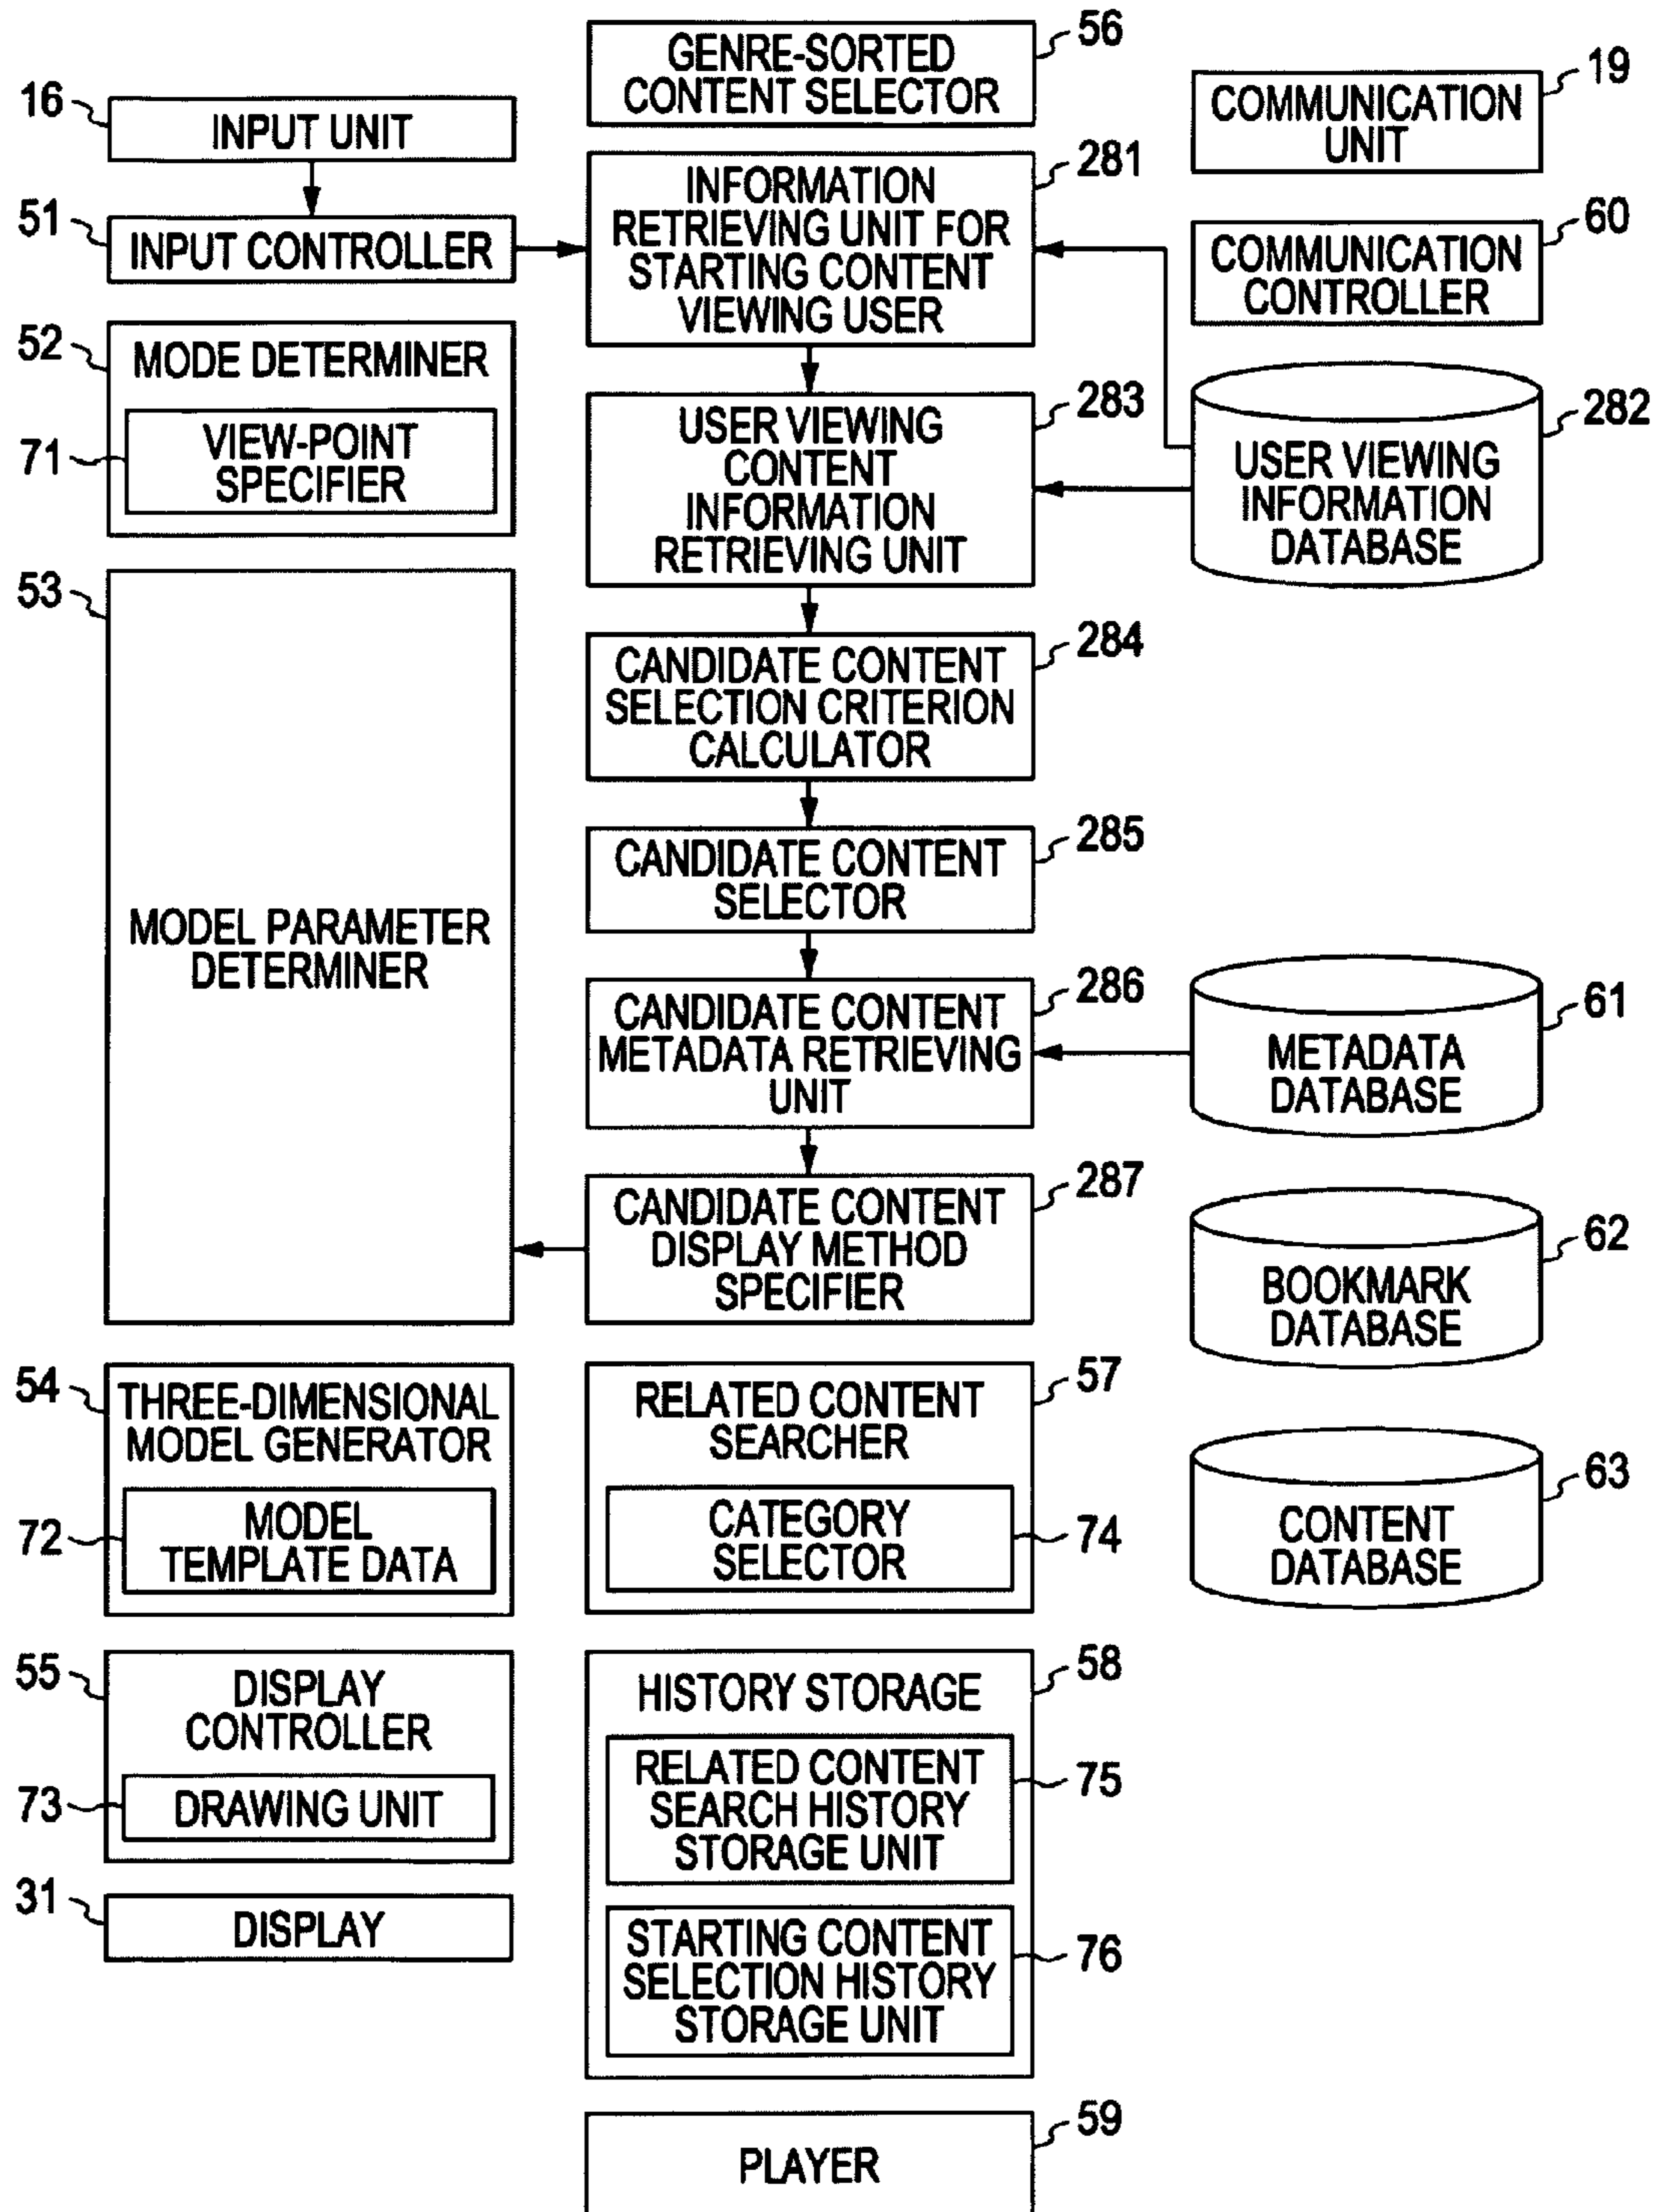 56
GENRE-SORTED
CONTENT SELECTOR
16
INPUT UNIT
19
COMMUNICATION
UNIT
281
INFORMATION
RETRIEVING UNIT FOR
STARTING CONTENT
VIEWING USER
51
INPUT CONTROLLER
60
COMMUNICATION
CONTROLLER
52
MODE DETERMINER
71
VIEW-POINT
SPECIFIER
283
USER VIEWING
CONTENT
INFORMATION
RETRIEVING UNIT
282
USER VIEWING
INFORMATION
DATABASE
53
MODEL PARAMETER
DETERMINER
284
CANDIDATE CONTENT
SELECTION CRITERION
CALCULATOR
285
CANDIDATE CONTENT
SELECTOR
286
CANDIDATE CONTENT
METADATA RETRIEVING
UNIT
61
METADATA
DATABASE
287
CANDIDATE CONTENT
DISPLAY METHOD
SPECIFIER
62
BOOKMARK
DATABASE
54
THREE-DIMENSIONAL
MODEL GENERATOR
72
MODEL
TEMPLATE DATA
57
RELATED CONTENT
SEARCHER
CATEGORY
SELECTOR
74
63
CONTENT
DATABASE
55
DISPLAY
CONTROLLER
73
DRAWING UNIT
58
HISTORY STORAGE
RELATED CONTENT
SEARCH HISTORY
STORAGE UNIT
75
31
DISPLAY
STARTING CONTENT
SELECTION HISTORY
STORAGE UNIT
76
59
PLAYER